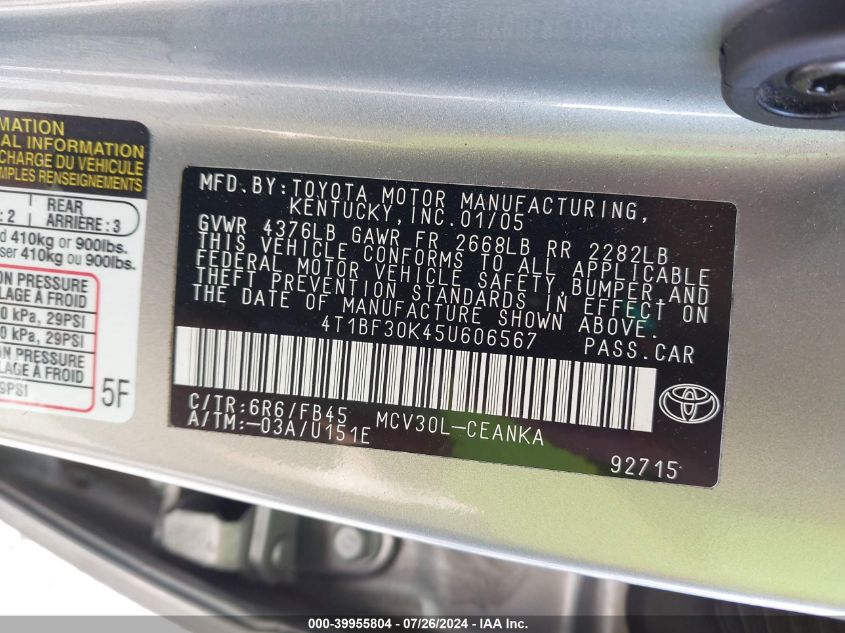 MATION
AL INFORMATION
CHARGE DU VÉHICULE
MPLES RENSEIGNEMENTS
: 2 REAR
ARRIÈRE : 3
d 410kg or 900lbs.
ser 410kg ou 900lbs.
ON PRESSURE
LAGE À FROID
0 kPa, 29PSI
0 kPa, 29PSI
ON PRESSURE
LAGE À FROID
9PSI
5F
MFD.BY:TOYOTA MOTOR MANUFACTURING,
KENTUCKY,INC.01/05
GVWR 4376LB GAWR FR 2668LB RR 2282LB
THIS VEHICLE CONFORMS TO ALL APPLICABLE
FEDERAL MOTOR VEHICLE SAFETY, BUMPER,AND
THEFT PREVENTION STANDARDS IN EFFECT ON
THE DATE OF MANUFACTURE SHOWN ABOVE.
4T1BF30K45U606567 PASS.CAR
C/TR:6R6/FB45 MCV30L-CEANKA
A/TM:-03A/U151E
92715
000-39955804 - 07/26/2024 - IAA Inc.